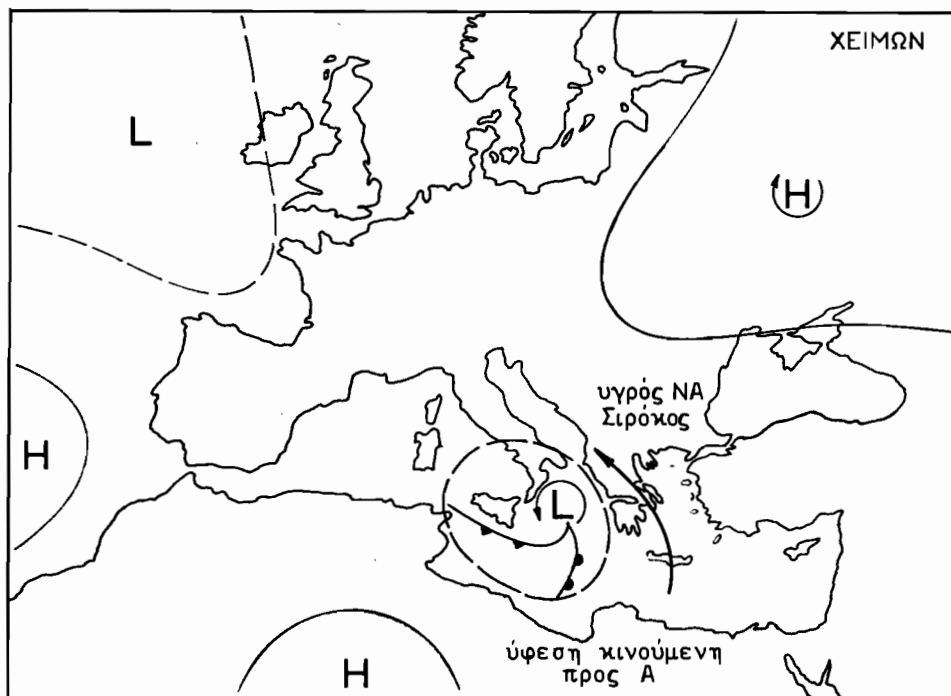 ΧΕΙΜΩΝ
L
H
υγρός ΝΑ
Σιρόκος
H
L
ύφεση κινούμενη
προς Α
H